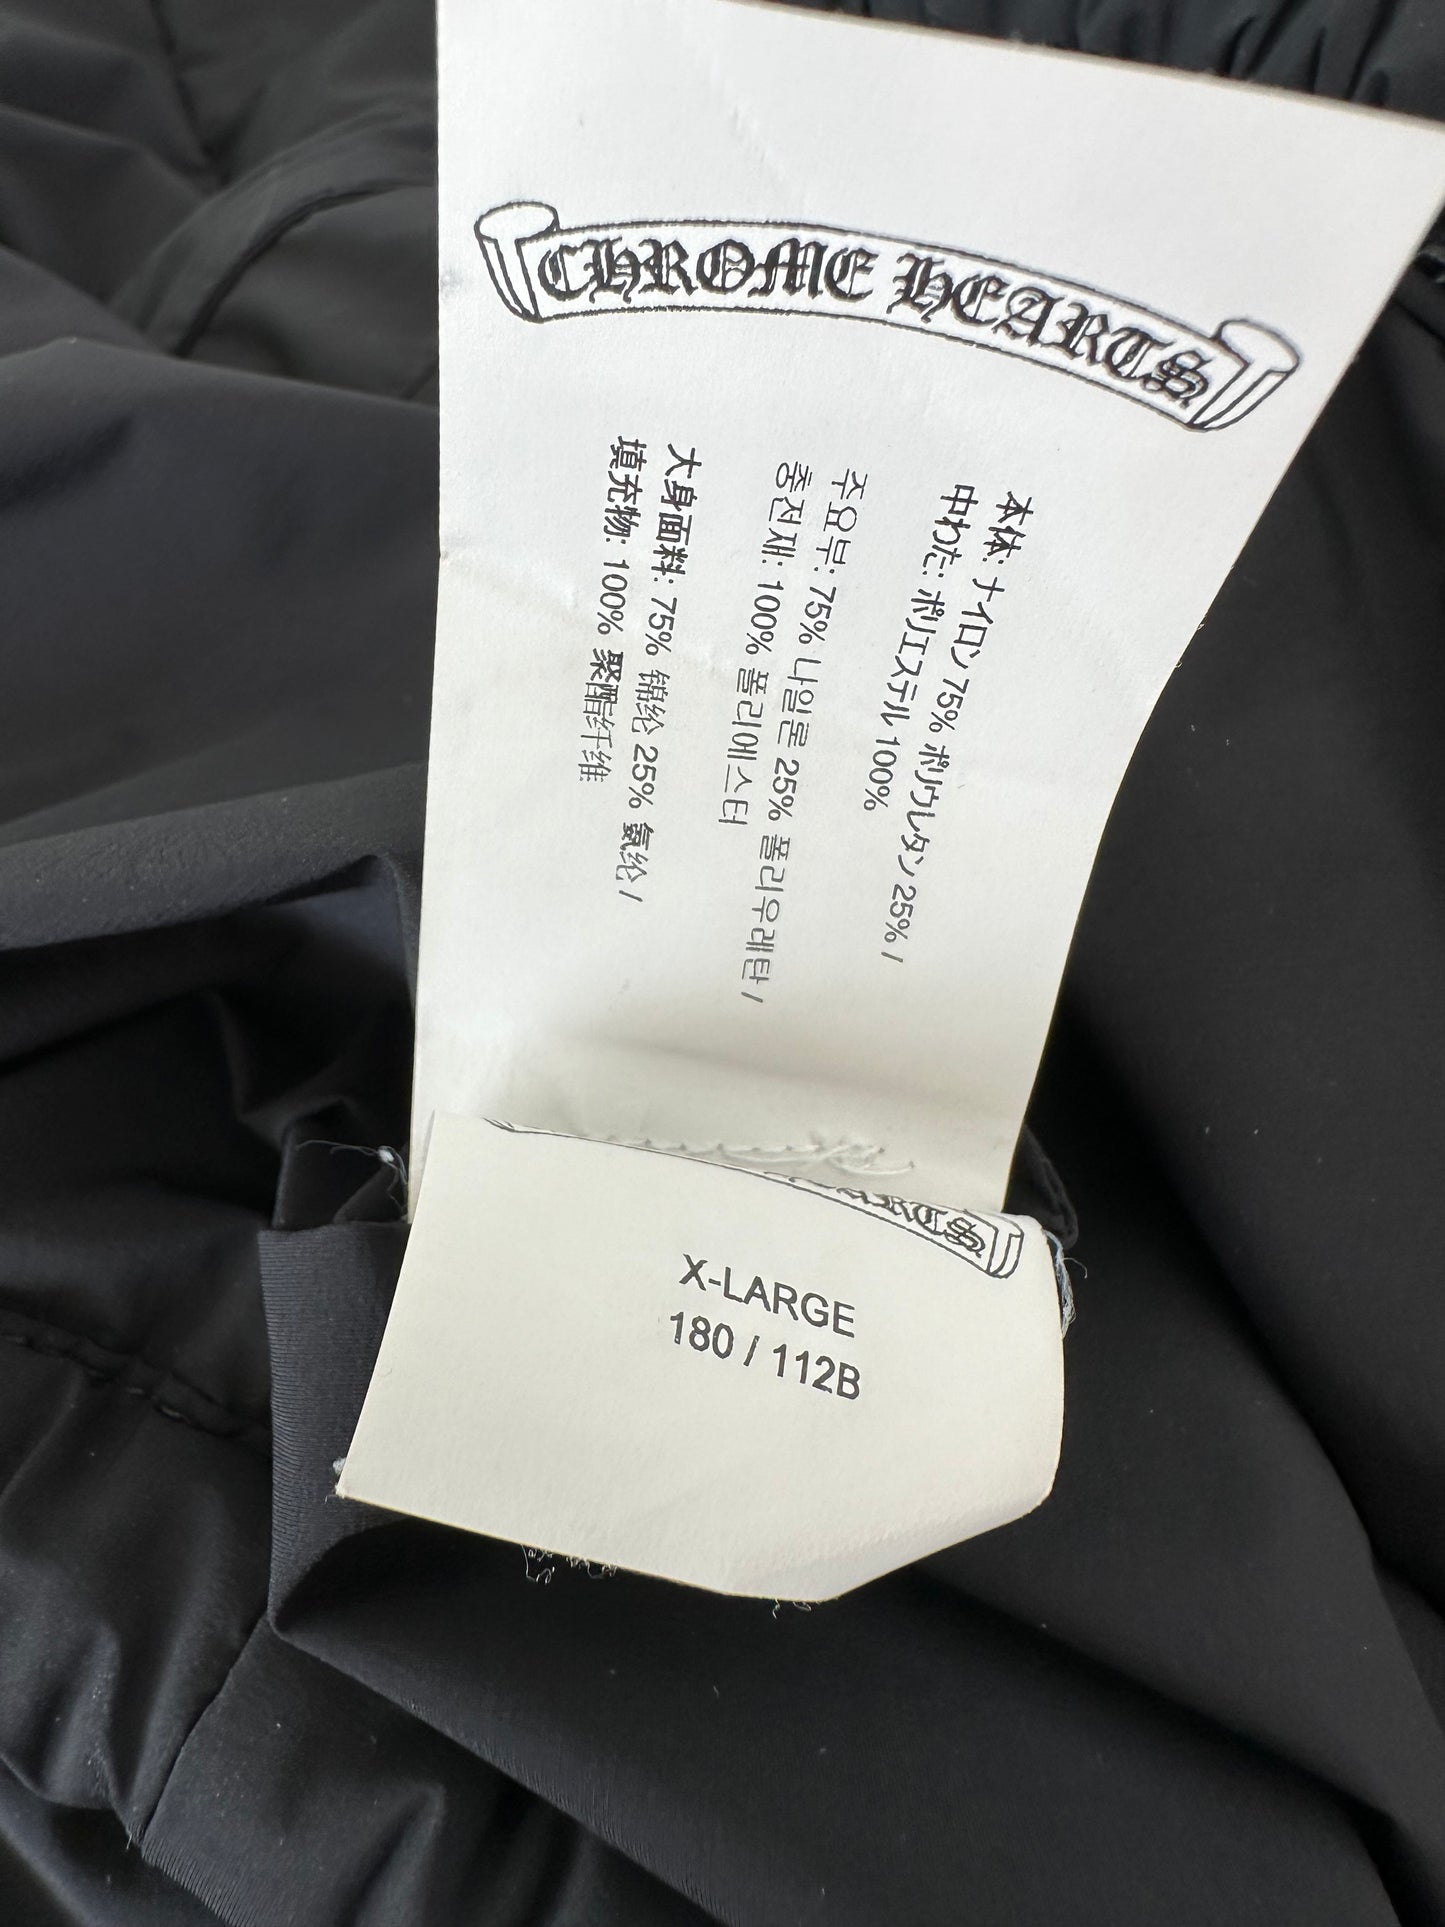 CHROME HEARTS
本体: ナイロン 75% ポリウレタン 25% /
中わた: ポリエステル 100%
주요부: 75% 나일론 25% 폴리우레탄 /
충전재: 100% 폴리에스터
大身面料: 75% 锦纶 25% 氨纶 /
填充物: 100% 聚酯纤维
X-LARGE
180 / 112B